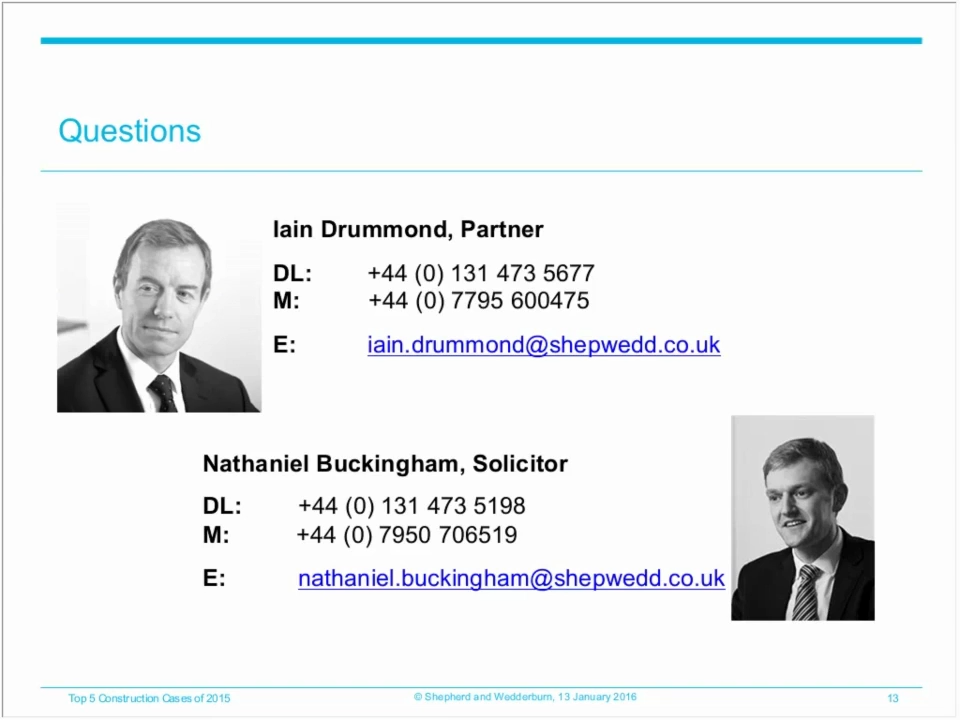 Questions
Iain Drummond, Partner
DL: +44 (0) 131 473 5677
M: +44 (0) 7795 600475
E: iain.drummond@shepwedd.co.uk
Nathaniel Buckingham, Solicitor
DL: +44 (0) 131 473 5198
M: +44 (0) 7950 706519
E: nathaniel.buckingham@shepwedd.co.uk
Top 5 Construction Cases of 2015 © Shepherd and Wedderburn, 13 January 2016 13